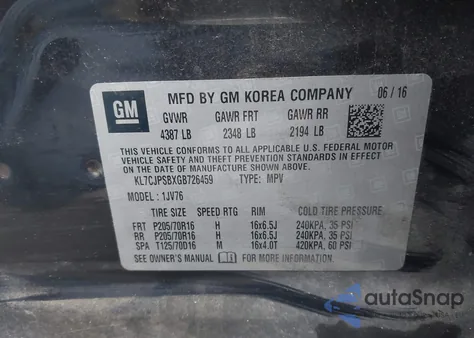 GM
MFD BY GM KOREA COMPANY 06 / 16
GVWR GAWR FRT GAWR RR
4387 LB 2348 LB 2194 LB
THIS VEHICLE CONFORMS TO ALL APPLICABLE U.S. FEDERAL MOTOR
VEHICLE SAFETY AND THEFT PREVENTION STANDARDS IN EFFECT
ON THE DATE OF MANUFACTURE SHOWN ABOVE.
KL7CJPSBXGB726459 TYPE: MPV
MODEL: 1JV76
SPEED RTG RIM COLD TIRE PRESSURE
FRT P205/70R16 H 16x6.5J 240KPA, 35 PSI
RR P205/70R16 H 16x6.5J 240KPA, 35 PSI
SPA T125/70D16 M 16x4.0T 420KPA, 60 PSI
SEE OWNER'S MANUAL FOR MORE INFORMATION.
autoSnap